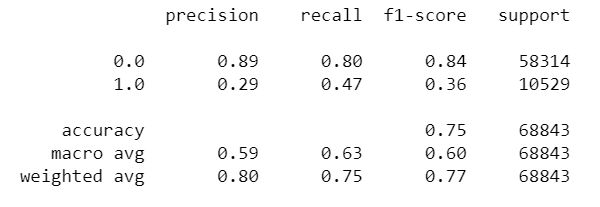 precision recall f1-score support
0.0 0.89 0.80 0.84 58314
1.0 0.29 0.47 0.36 10529
accuracy 0.75 68843
macro avg 0.59 0.63 0.60 68843
weighted avg 0.80 0.75 0.77 68843